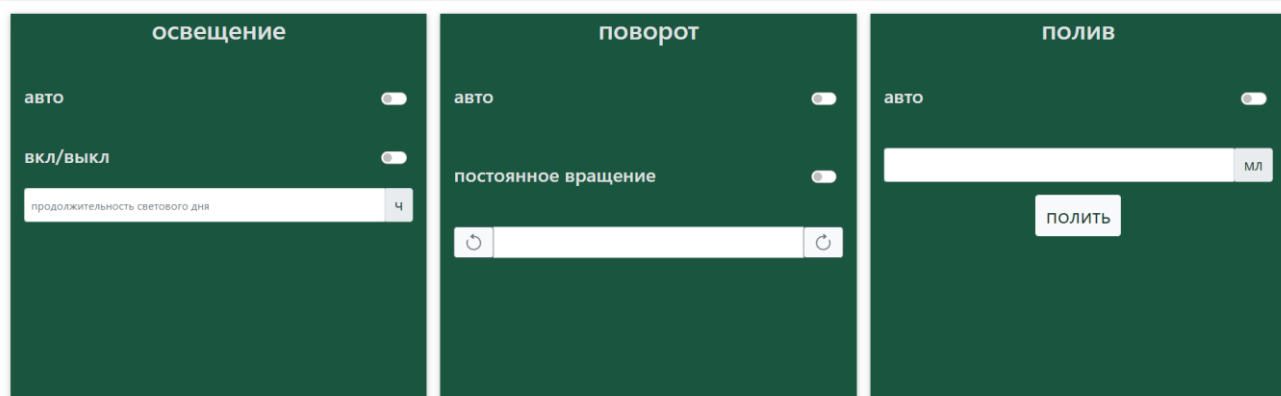 освещение
авто
вкл/выкл
продолжительность светового дня ч
поворот
авто
постоянное вращение
полив
авто
мл
полить